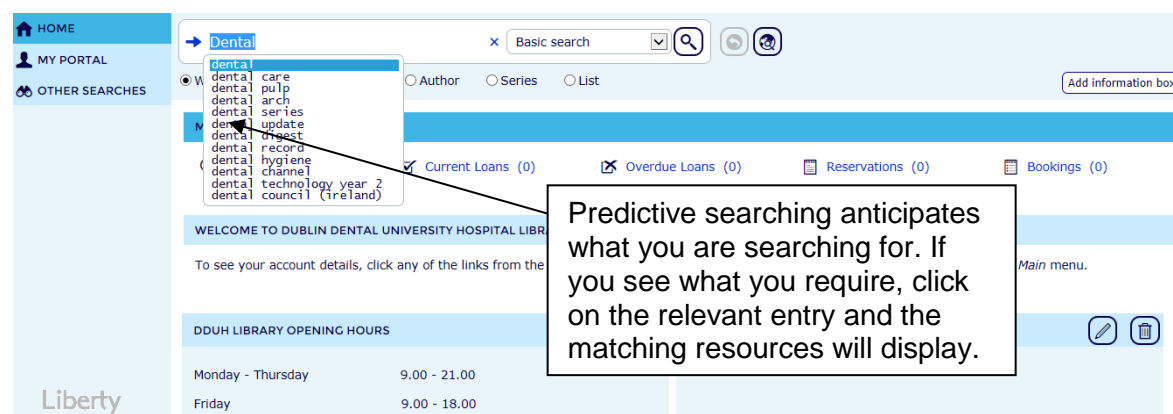 HOME
MY PORTAL
OTHER SEARCHES
Dental
Basic search
dental
dental care
dental pulp
dental arch
dental series
dental update
dental digest
dental record
dental hygiene
dental channel
dental technology year 2
dental council (ireland)
Author Series List
Add information box
Current Loans (0) Overdue Loans (0) Reservations (0) Bookings (0)
WELCOME TO DUBLIN DENTAL UNIVERSITY HOSPITAL
To see your account details, click any of the links from the Main menu.
Predictive searching anticipates
what you are searching for. If
you see what you require, click
on the relevant entry and the
matching resources will display.
DDUH LIBRARY OPENING HOURS
Monday - Thursday 9.00 - 21.00
Friday 9.00 - 18.00
Liberty